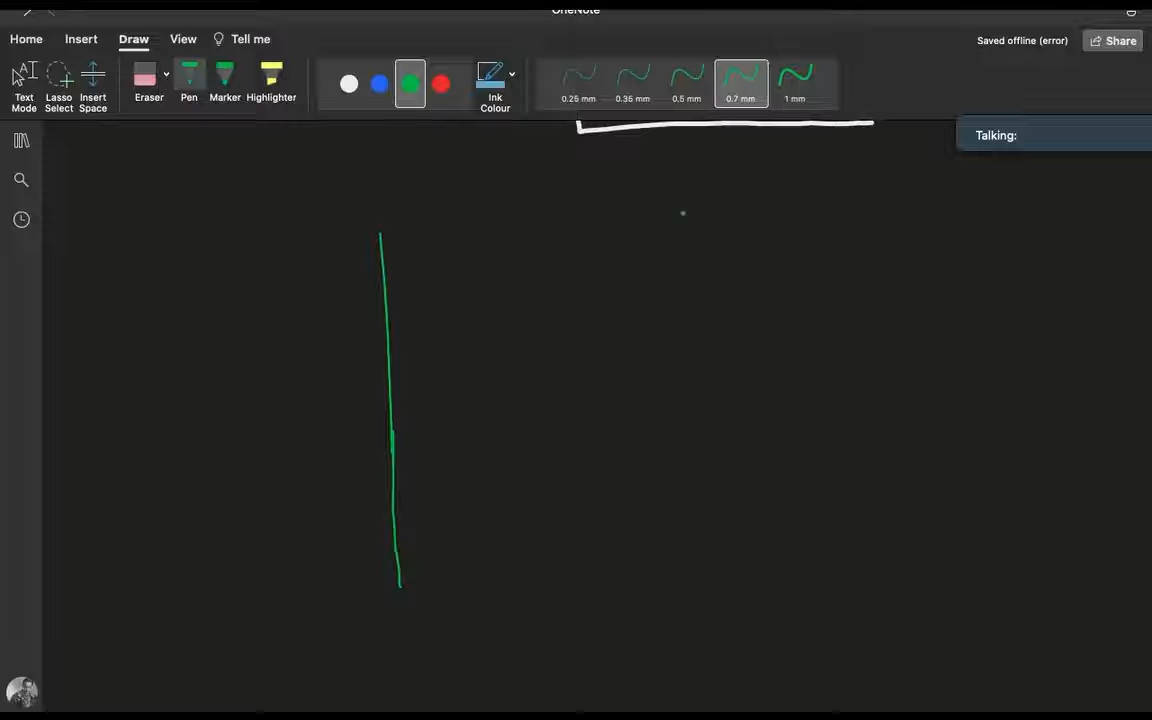 OneNote
Home Insert Draw View Tell me
Saved offline (error) Share
Text Mode
Lasso Select
Insert Space
Eraser
Pen
Marker
Highlighter
Ink Colour
0.25 mm
0.35 mm
0.5 mm
0.7 mm
1 mm
Talking: